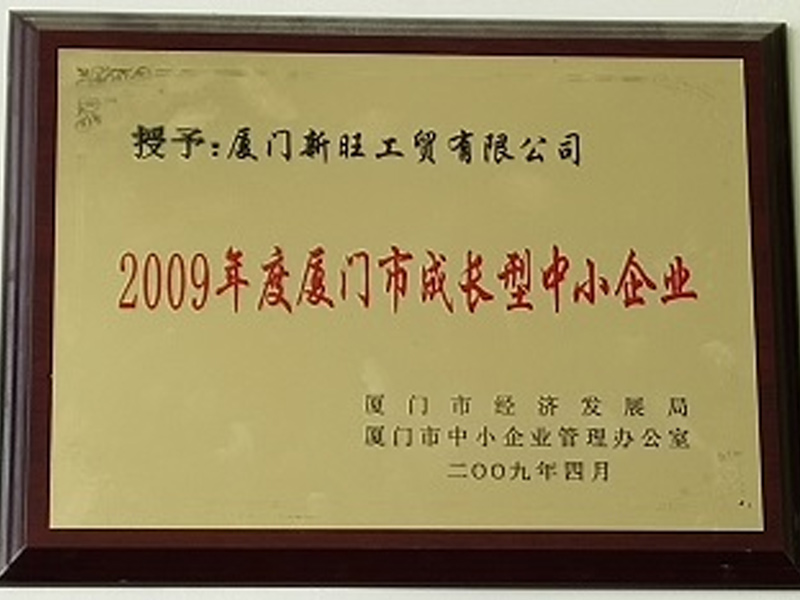 授予:厦门新旺工贸有限公司
2009年度厦门市成长型中小企业
厦门市经济发展局
厦门市中小企业管理办公室
二〇〇九年四月